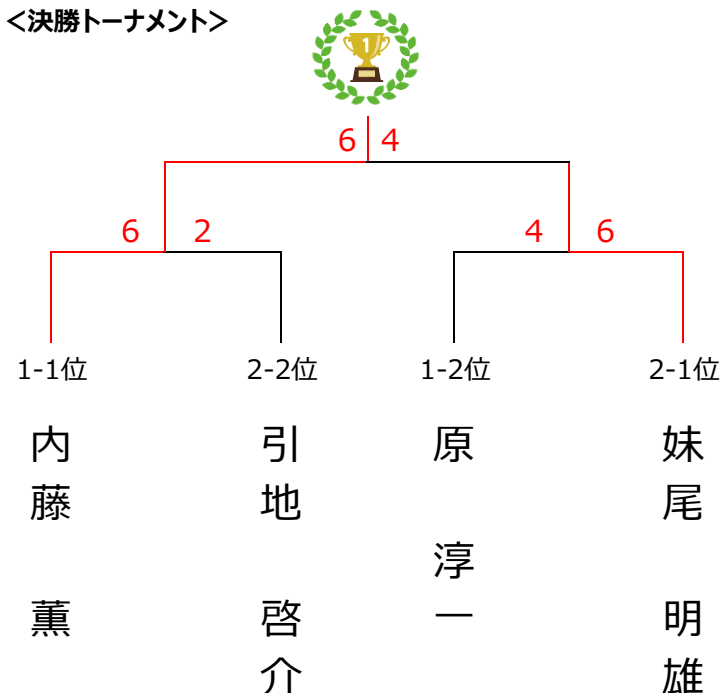 <決勝トーナメント>
1
6 4
6 2
4 6
1-1位
2-2位
1-2位
2-1位
内藤 薫
引地 啓介
原 淳一
妹尾 明雄